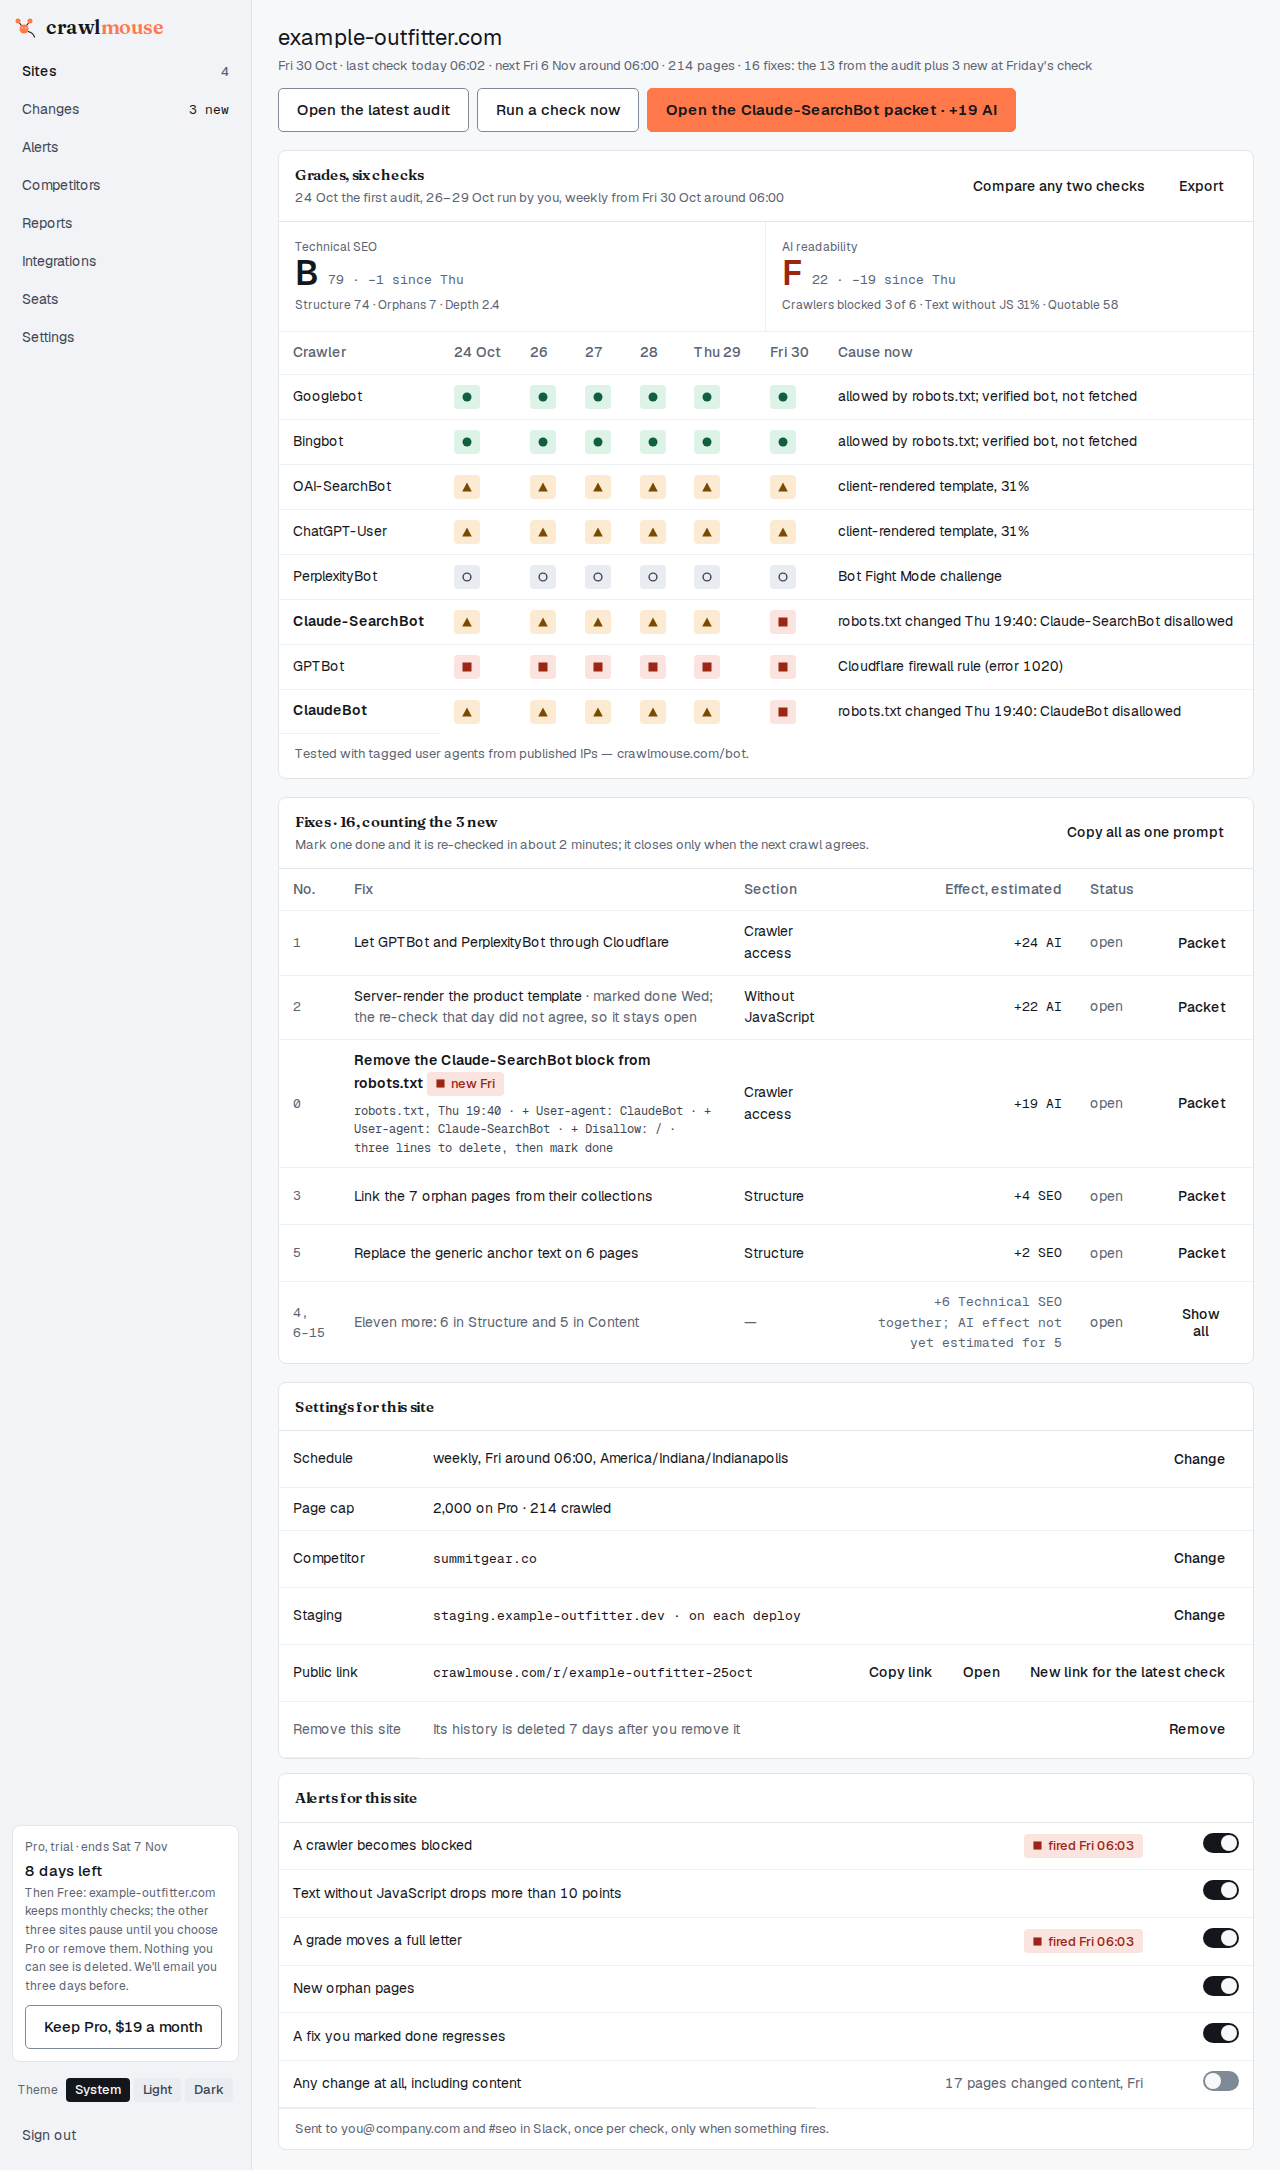 crawlmouse
Sites 4
Changes 3 new
Alerts
Competitors
Reports
Integrations
Seats
Settings
Pro, trial · ends Sat 7 Nov
8 days left
Then Free: example-outfitter.com
keeps monthly checks; the other
three sites pause until you choose
Pro or remove them. Nothing you
can see is deleted. We'll email you
three days before.
Keep Pro, $19 a month
Theme System Light Dark
Sign out
example-outfitter.com
Fri 30 Oct · last check today 06:02 · next Fri 6 Nov around 06:00 · 214 pages · 16 fixes: the 13 from the audit plus 3 new at Friday's check
Open the latest audit Run a check now Open the Claude-SearchBot packet · +19 AI
Grades, six checks
24 Oct the first audit, 26–29 Oct run by you, weekly from Fri 30 Oct around 06:00
Compare any two checks Export
Technical SEO
B 79 · −1 since Thu
Structure 74 · Orphans 7 · Depth 2.4
AI readability
F 22 · −19 since Thu
Crawlers blocked 3 of 6 · Text without JS 31% · Quotable 58
Crawler 24 Oct 26 27 28 Thu 29 Fri 30 Cause now
Googlebot allowed by robots.txt; verified bot, not fetched
Bingbot allowed by robots.txt; verified bot, not fetched
OAI-SearchBot client-rendered template, 31%
ChatGPT-User client-rendered template, 31%
PerplexityBot Bot Fight Mode challenge
Claude-SearchBot robots.txt changed Thu 19:40: Claude-SearchBot disallowed
GPTBot Cloudflare firewall rule (error 1020)
ClaudeBot robots.txt changed Thu 19:40: ClaudeBot disallowed
Tested with tagged user agents from published IPs — crawlmouse.com/bot.
Fixes · 16, counting the 3 new
Mark one done and it is re-checked in about 2 minutes; it closes only when the next crawl agrees.
Copy all as one prompt
No. Fix Section Effect, estimated Status
1 Let GPTBot and PerplexityBot through Cloudflare Crawler access +24 AI open Packet
2 Server-render the product template · marked done Wed; the re-check that day did not agree, so it stays open Without JavaScript +22 AI open Packet
0 Remove the Claude-SearchBot block from robots.txt new Fri Crawler access +19 AI open Packet
robots.txt, Thu 19:40 · + User-agent: ClaudeBot · +
User-agent: Claude-SearchBot · + Disallow: / ·
three lines to delete, then mark done
3 Link the 7 orphan pages from their collections Structure +4 SEO open Packet
5 Replace the generic anchor text on 6 pages Structure +2 SEO open Packet
4, 6–15 Eleven more: 6 in Structure and 5 in Content — +6 Technical SEO together; AI effect not yet estimated for 5 open Show all
Settings for this site
Schedule weekly, Fri around 06:00, America/Indiana/Indianapolis Change
Page cap 2,000 on Pro · 214 crawled
Competitor summitgear.co Change
Staging staging.example-outfitter.dev · on each deploy Change
Public link crawlmouse.com/r/example-outfitter-25oct Copy link Open New link for the latest check
Remove this site Its history is deleted 7 days after you remove it Remove
Alerts for this site
A crawler becomes blocked fired Fri 06:03
Text without JavaScript drops more than 10 points
A grade moves a full letter fired Fri 06:03
New orphan pages
A fix you marked done regresses
Any change at all, including content 17 pages changed content, Fri
Sent to you@company.com and #seo in Slack, once per check, only when something fires.